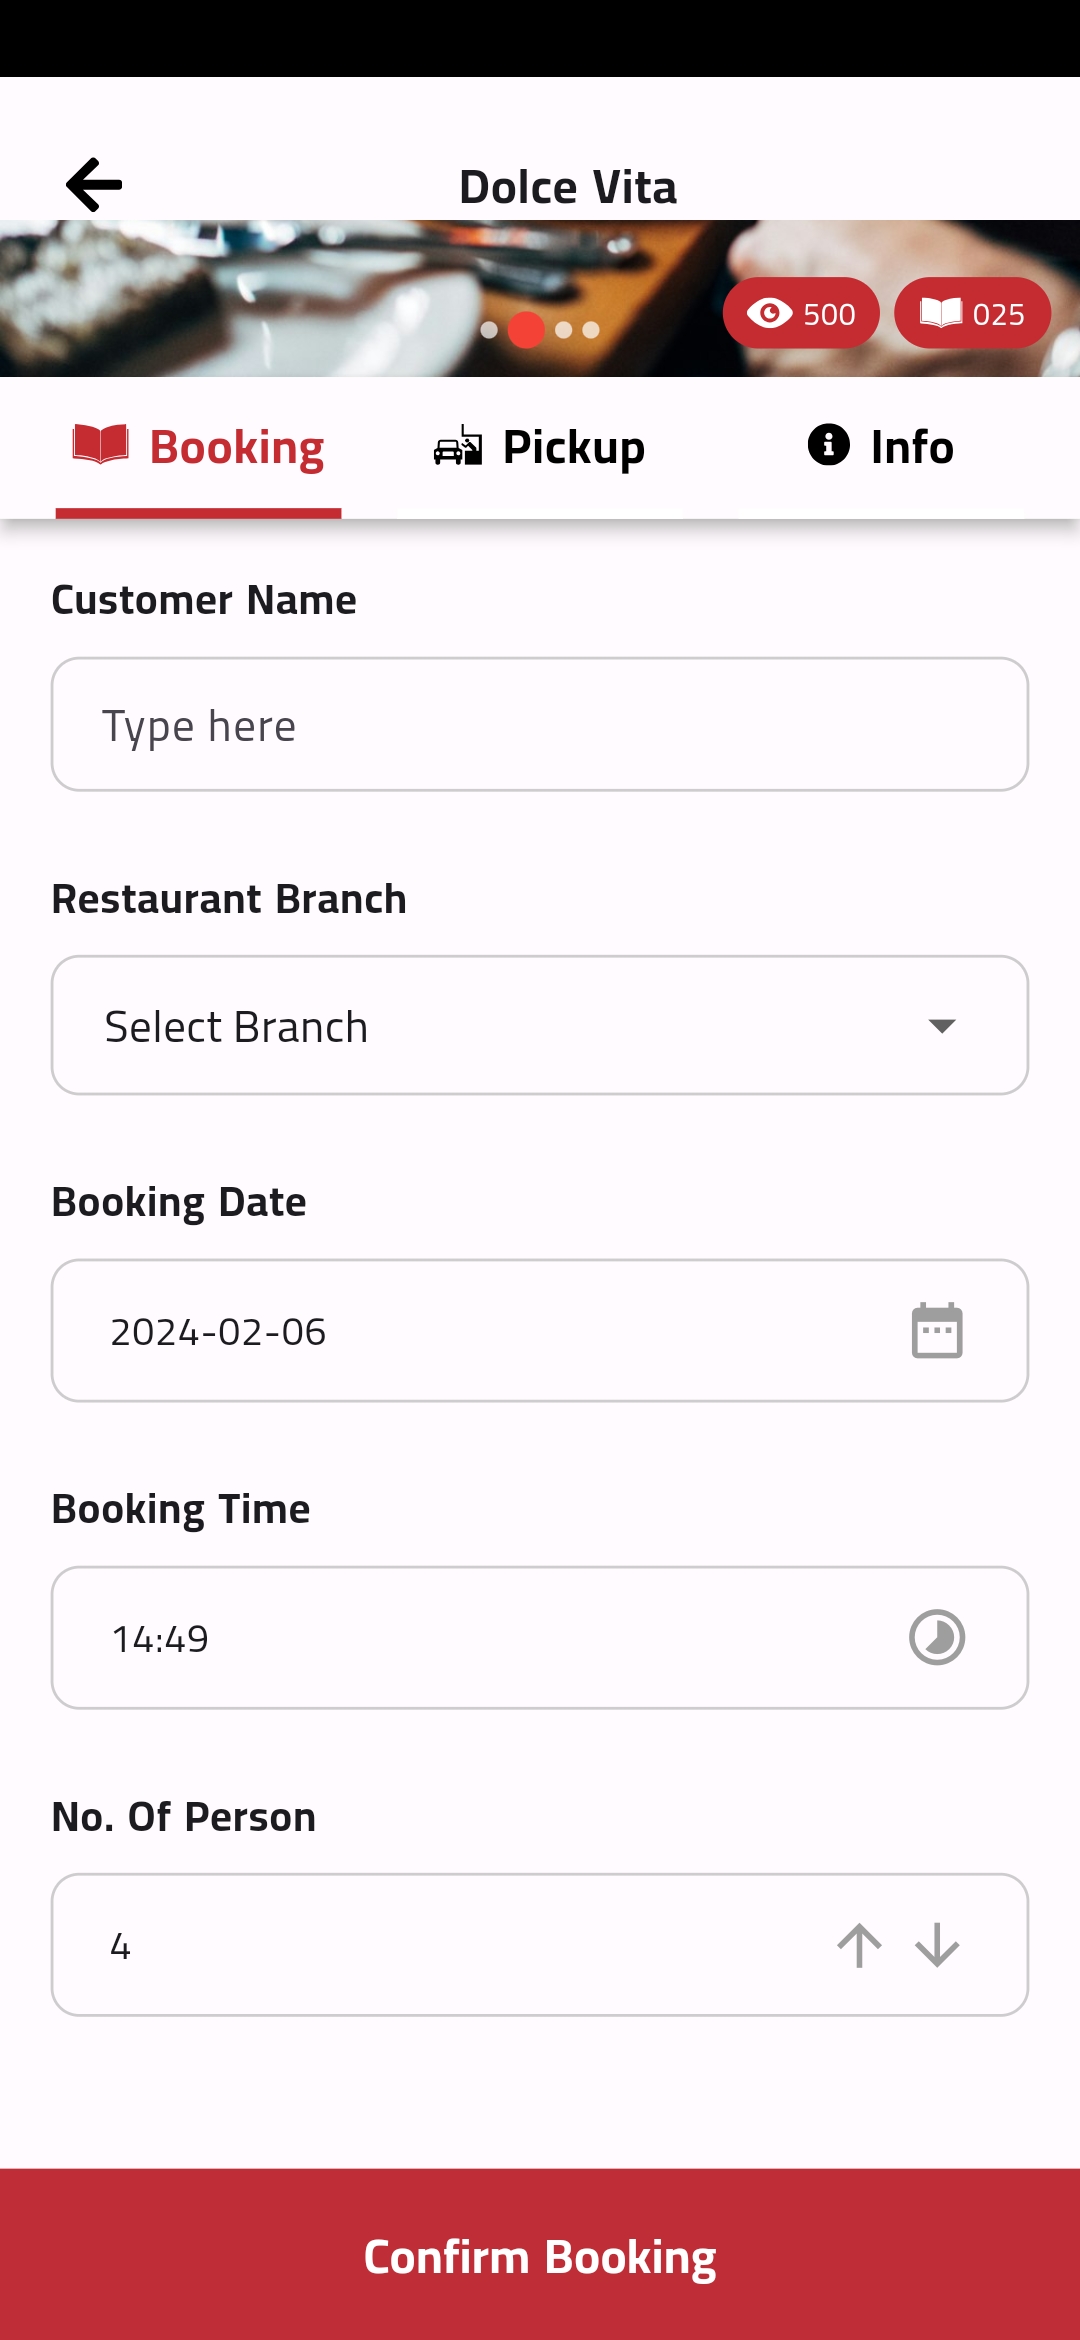 Dolce Vita
500 025
Booking Pickup Info
Customer Name
Type here
Restaurant Branch
Select Branch
Booking Date
2024-02-06
Booking Time
14:49
No. Of Person
4
Confirm Booking